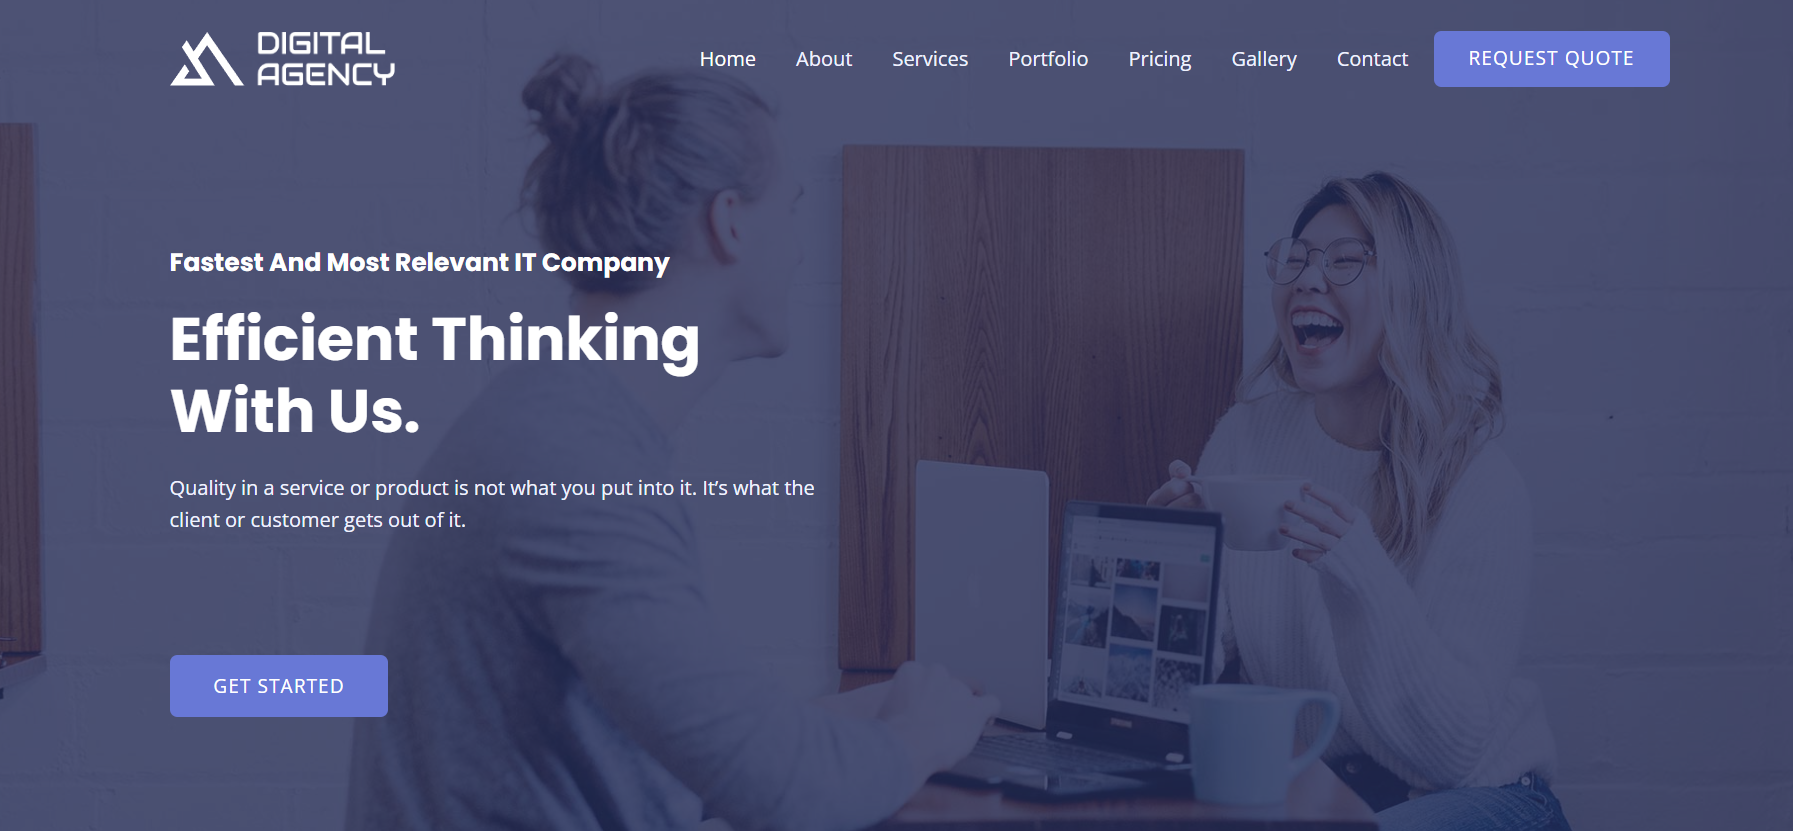 DIGITAL
AGENCY
Home About Services Portfolio Pricing Gallery Contact REQUEST QUOTE
Fastest And Most Relevant IT Company
Efficient Thinking
With Us.
Quality in a service or product is not what you put into it. It’s what the
client or customer gets out of it.
GET STARTED